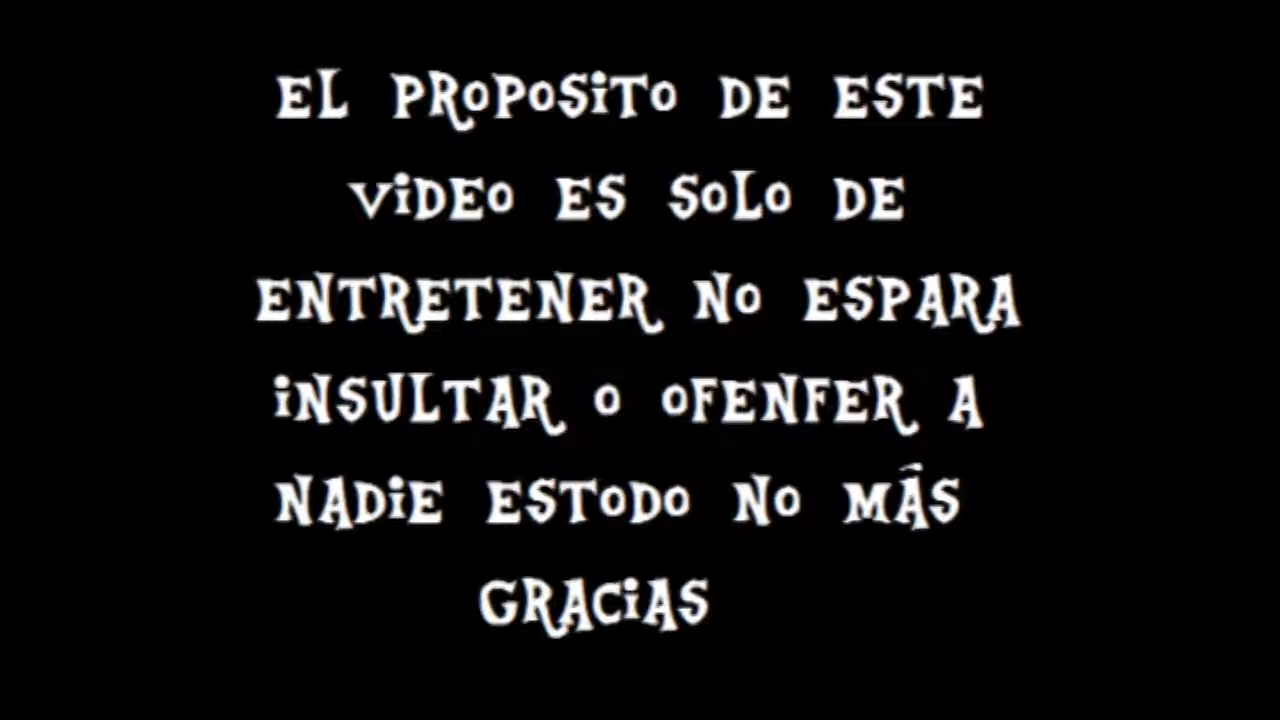 EL PROPOSITO DE ESTE
VIDEO ES SOLO DE
ENTRETENER NO ESPARA
INSULTAR O OFENFER A
NADIE ESTODO NO MÁS
GRACIAS